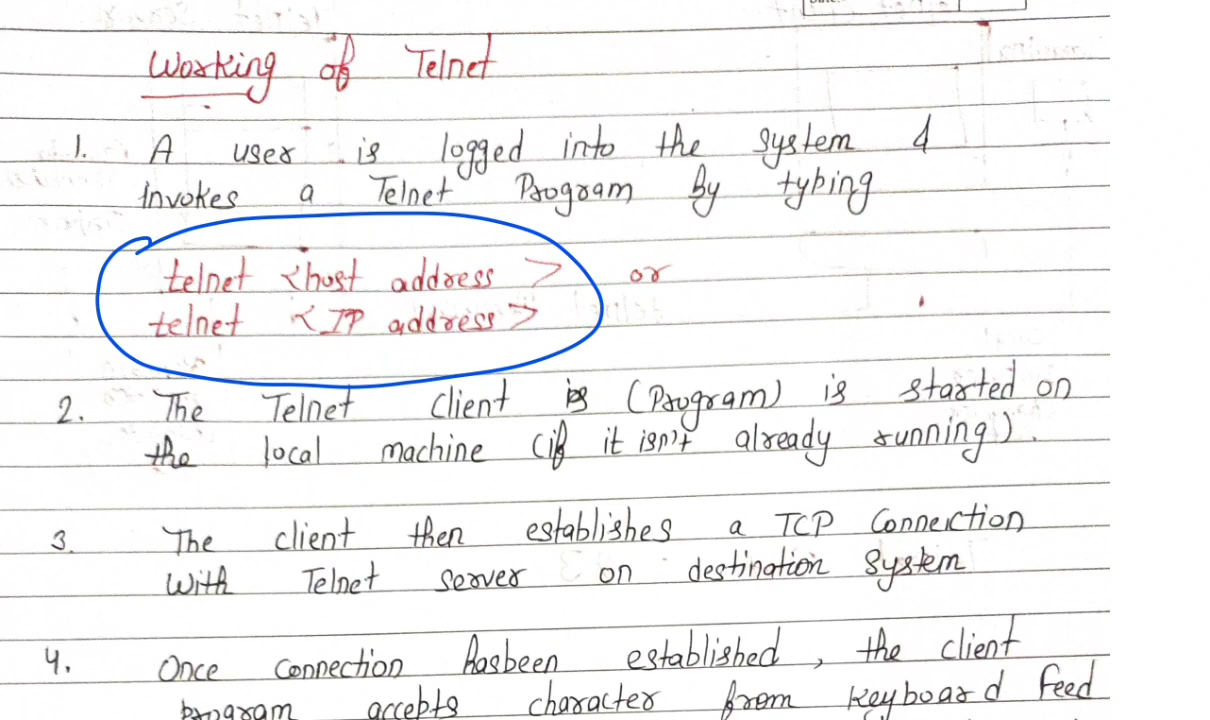 Working of Telnet
1. A user is logged into the system &
invokes a Telnet Program by typing
telnet <host address > or
telnet <IP address>
2. The Telnet client is (Program) is started on
the local machine (if it isn't already running).
3. The client then establishes a TCP Connection
With Telnet server on destination System
4. Once connection hasbeen established, the client
program accepts character from keyboard feed